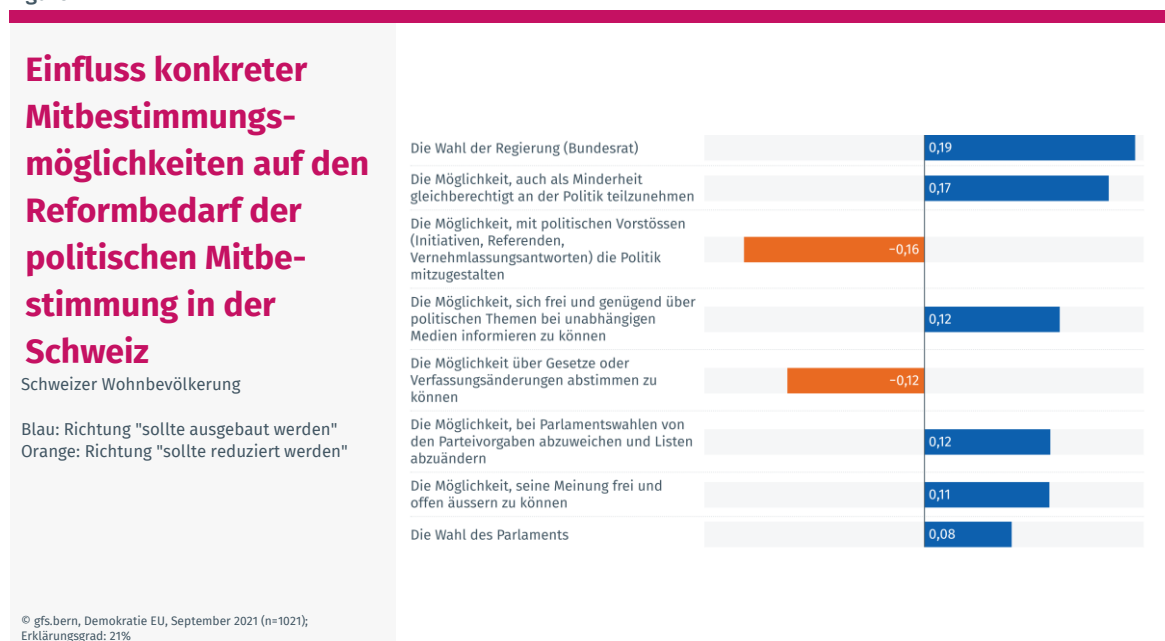 Einfluss konkreter
Mitbestimmungs-
möglichkeiten auf den
Reformbedarf der
politischen Mitbe-
stimmung in der
Schweiz
Schweizer Wohnbevölkerung
Blau: Richtung "sollte ausgebaut werden"
Orange: Richtung "sollte reduziert werden"
Die Wahl der Regierung (Bundesrat)
0,19
Die Möglichkeit, auch als Minderheit
gleichberechtigt an der Politik teilzunehmen
0,17
Die Möglichkeit, mit politischen Vorstössen
(Initiativen, Referenden,
Vernehmlassungsantworten) die Politik
mitzugestalten
−0,16
Die Möglichkeit, sich frei und genügend über
politischen Themen bei unabhängigen
Medien informieren zu können
0,12
Die Möglichkeit über Gesetze oder
Verfassungsänderungen abstimmen zu
können
−0,12
Die Möglichkeit, bei Parlamentswahlen von
den Parteivorgaben abzuweichen und Listen
abzuändern
0,12
Die Möglichkeit, seine Meinung frei und
offen äussern zu können
0,11
Die Wahl des Parlaments
0,08
© gfs.bern, Demokratie EU, September 2021 (n=1021);
Erklärungsgrad: 21%